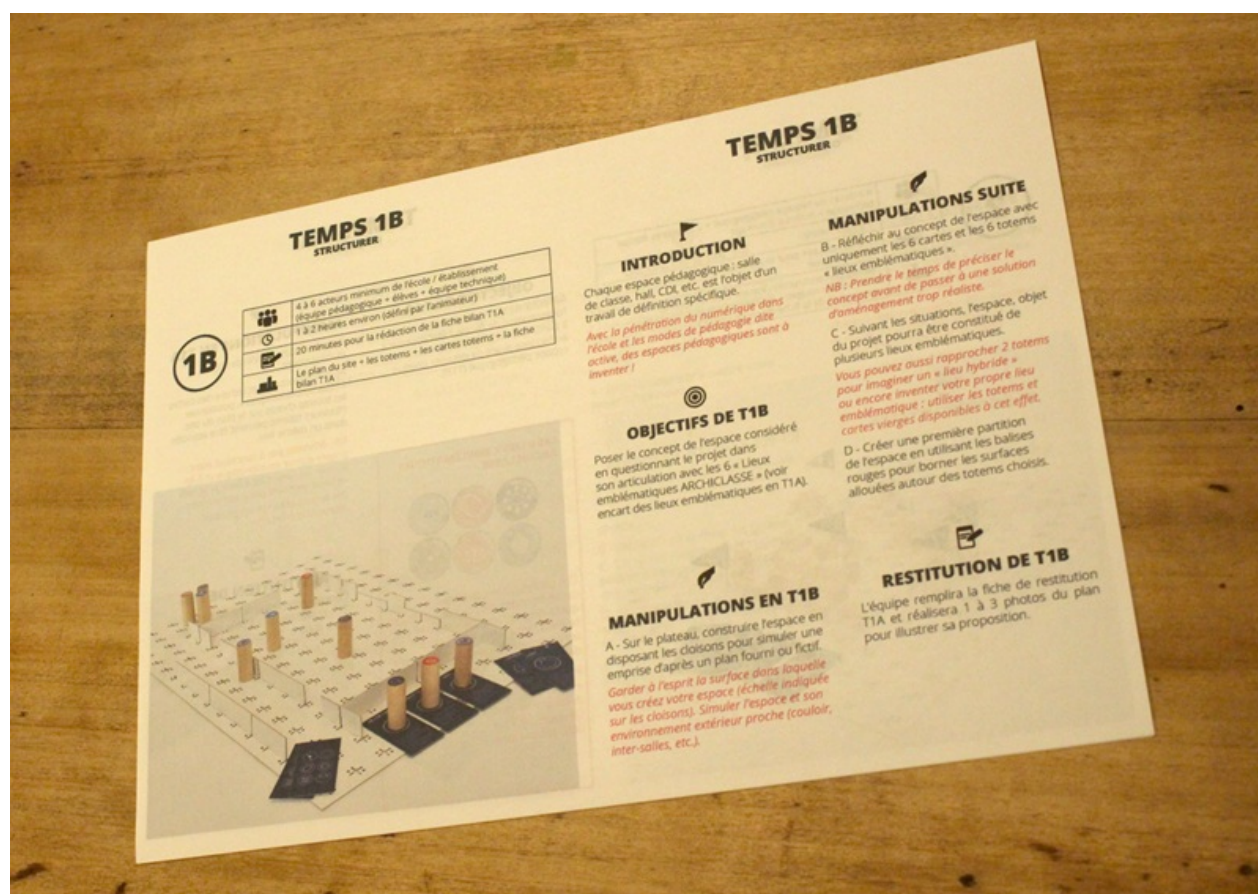 TEMPS 1B
STRUCTURER
1B
4 à 6 acteurs minimum de l'école / établissement
(équipe pédagogique + élèves + équipe technique)
1 à 2 heures environ (défini par l'animateur)
20 minutes pour la rédaction de la fiche bilan T1A
Le plan du site + les totems + les cartes totems + la fiche
bilan T1A
TEMPS 1B
STRUCTURER
INTRODUCTION
Chaque espace pédagogique : salle
de classe, hall, CDI, etc. est l'objet d'un
travail de définition spécifique.
Avec la pénétration du numérique dans
l'école et les modes de pédagogie dite
active, des espaces pédagogiques sont à
inventer !
OBJECTIFS DE T1B
Poser le concept de l'espace considéré
en questionnant le projet dans
son articulation avec les 6 « Lieux
emblématiques ARCHICLASSE » (voir
encart des lieux emblématiques en T1A).
MANIPULATIONS EN T1B
A - Sur le plateau, construire l'espace en
disposant les cloisons pour simuler une
emprise d'après un plan fourni ou fictif.
Garder à l'esprit la surface dans laquelle
vous créez votre espace (échelle indiquée
sur les cloisons). Simuler l'espace et son
environnement extérieur proche (couloir,
inter-salles, etc.).
MANIPULATIONS SUITE
B - Réfléchir au concept de l'espace avec
uniquement les 6 cartes et les 6 totems
« lieux emblématiques ».
NB : Prendre le temps de préciser le
concept avant de passer à une solution
d'aménagement trop réaliste.
C - Suivant les situations, l'espace, objet
du projet pourra être constitué de
plusieurs lieux emblématiques.
Vous pouvez aussi rapprocher 2 totems
pour imaginer un « lieu hybride »
ou encore inventer votre propre lieu
emblématique : utiliser les totems et
cartes vierges disponibles à cet effet.
D - Créer une première partition
de l'espace en utilisant les balises
rouges pour borner les surfaces
allouées autour des totems choisis.
RESTITUTION DE T1B
L'équipe remplira la fiche de restitution
T1A et réalisera 1 à 3 photos du plan
pour illustrer sa proposition.